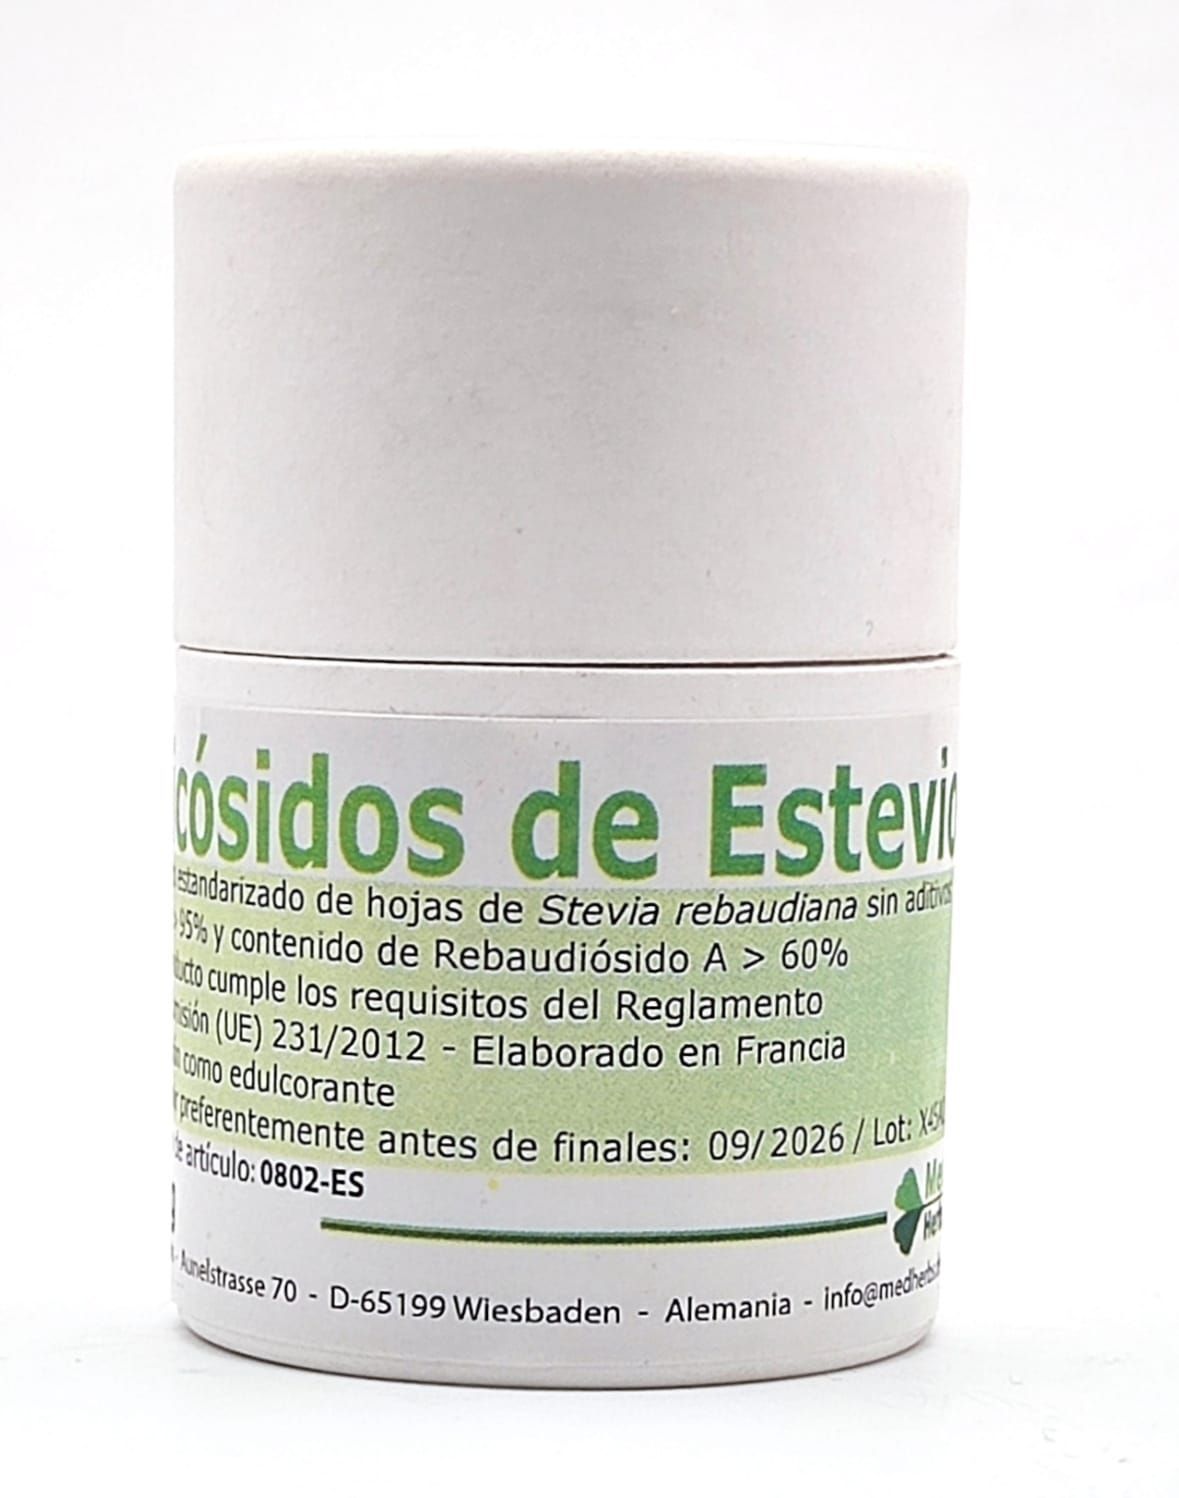 cósidos de Estevio
estandarizado de hojas de Stevia rebaudiana sin aditivos
> 95% y contenido de Rebaudiósido A > 60%
cumple los requisitos del Reglamento
(UE) 231/2012 - Elaborado en Francia
como edulcorante
preferentemente antes de finales: 09/2026 / Lot:
de artículo: 0802-ES
Aunelstrasse 70 - D-65199 Wiesbaden - Alemania - info@medherbs